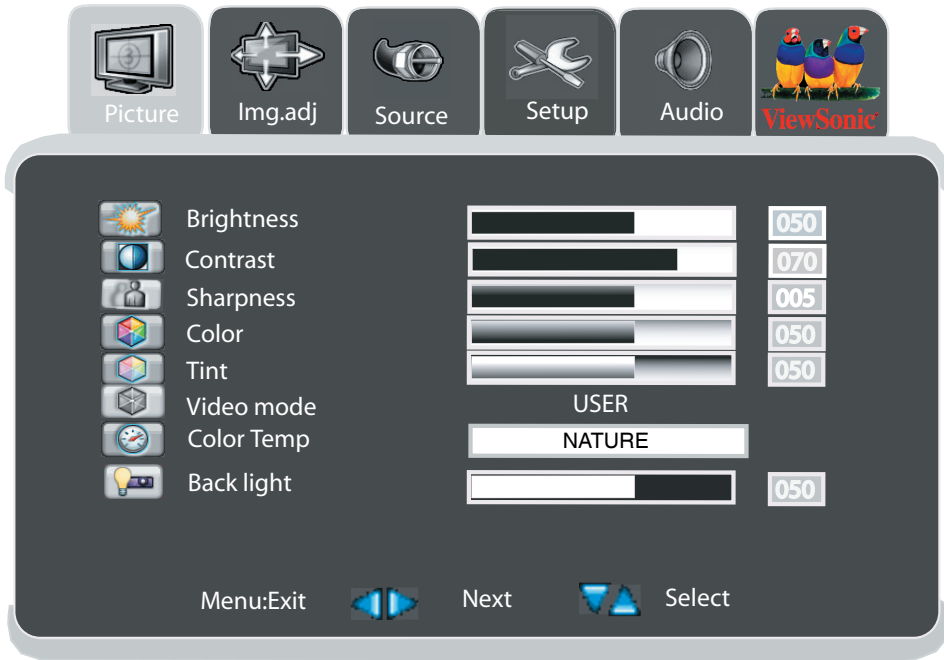 Picture
Img.adj
Source
Setup
Audio
ViewSonic
3
Brightness 050
Contrast 070
Sharpness 005
Color 050
Tint 050
Video mode USER
Color Temp NATURE
Back light 050
Menu:Exit Next Select